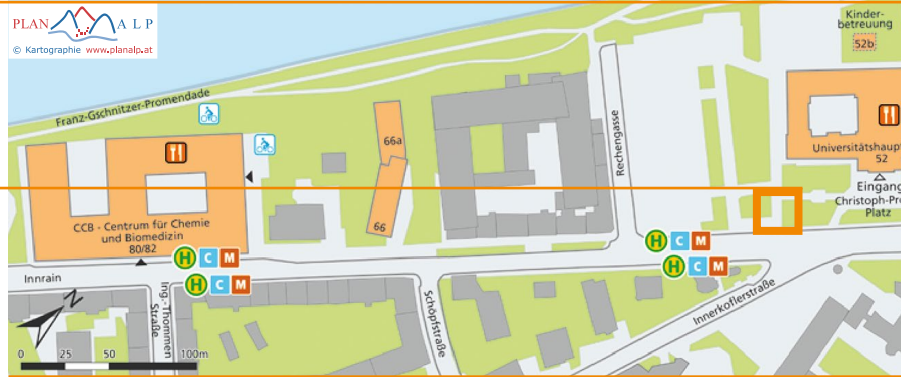 PLAN ALP
© Kartographie www.planalp.at
Kinder-
betreuung
52b
Franz-Gschnitzer-Promendade
66a
Rechengasse
Universitätshaupt
52
Eingang
Christoph-Pro
Platz
CCB - Centrum für Chemie
und Biomedizin
80/82
66
H C M
H C M
H C M
H C M
Innrain
Ing.-Thommen
Straße
Schöpfstraße
Innerkoflerstraße
N
0 25 50 100m